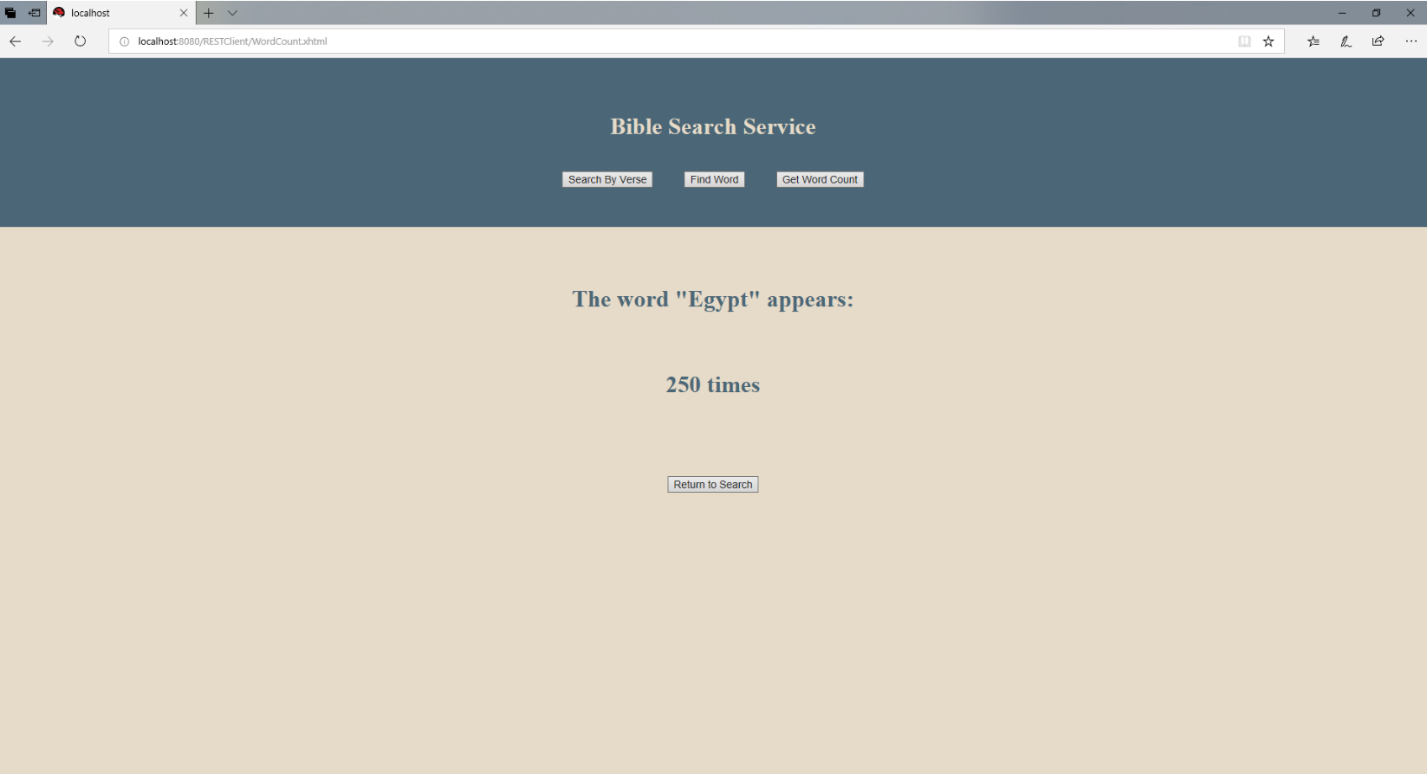 localhost
localhost:8080/RESTClient/WordCount.xhtml
Bible Search Service
Search By Verse Find Word Get Word Count
The word "Egypt" appears:
250 times
Return to Search